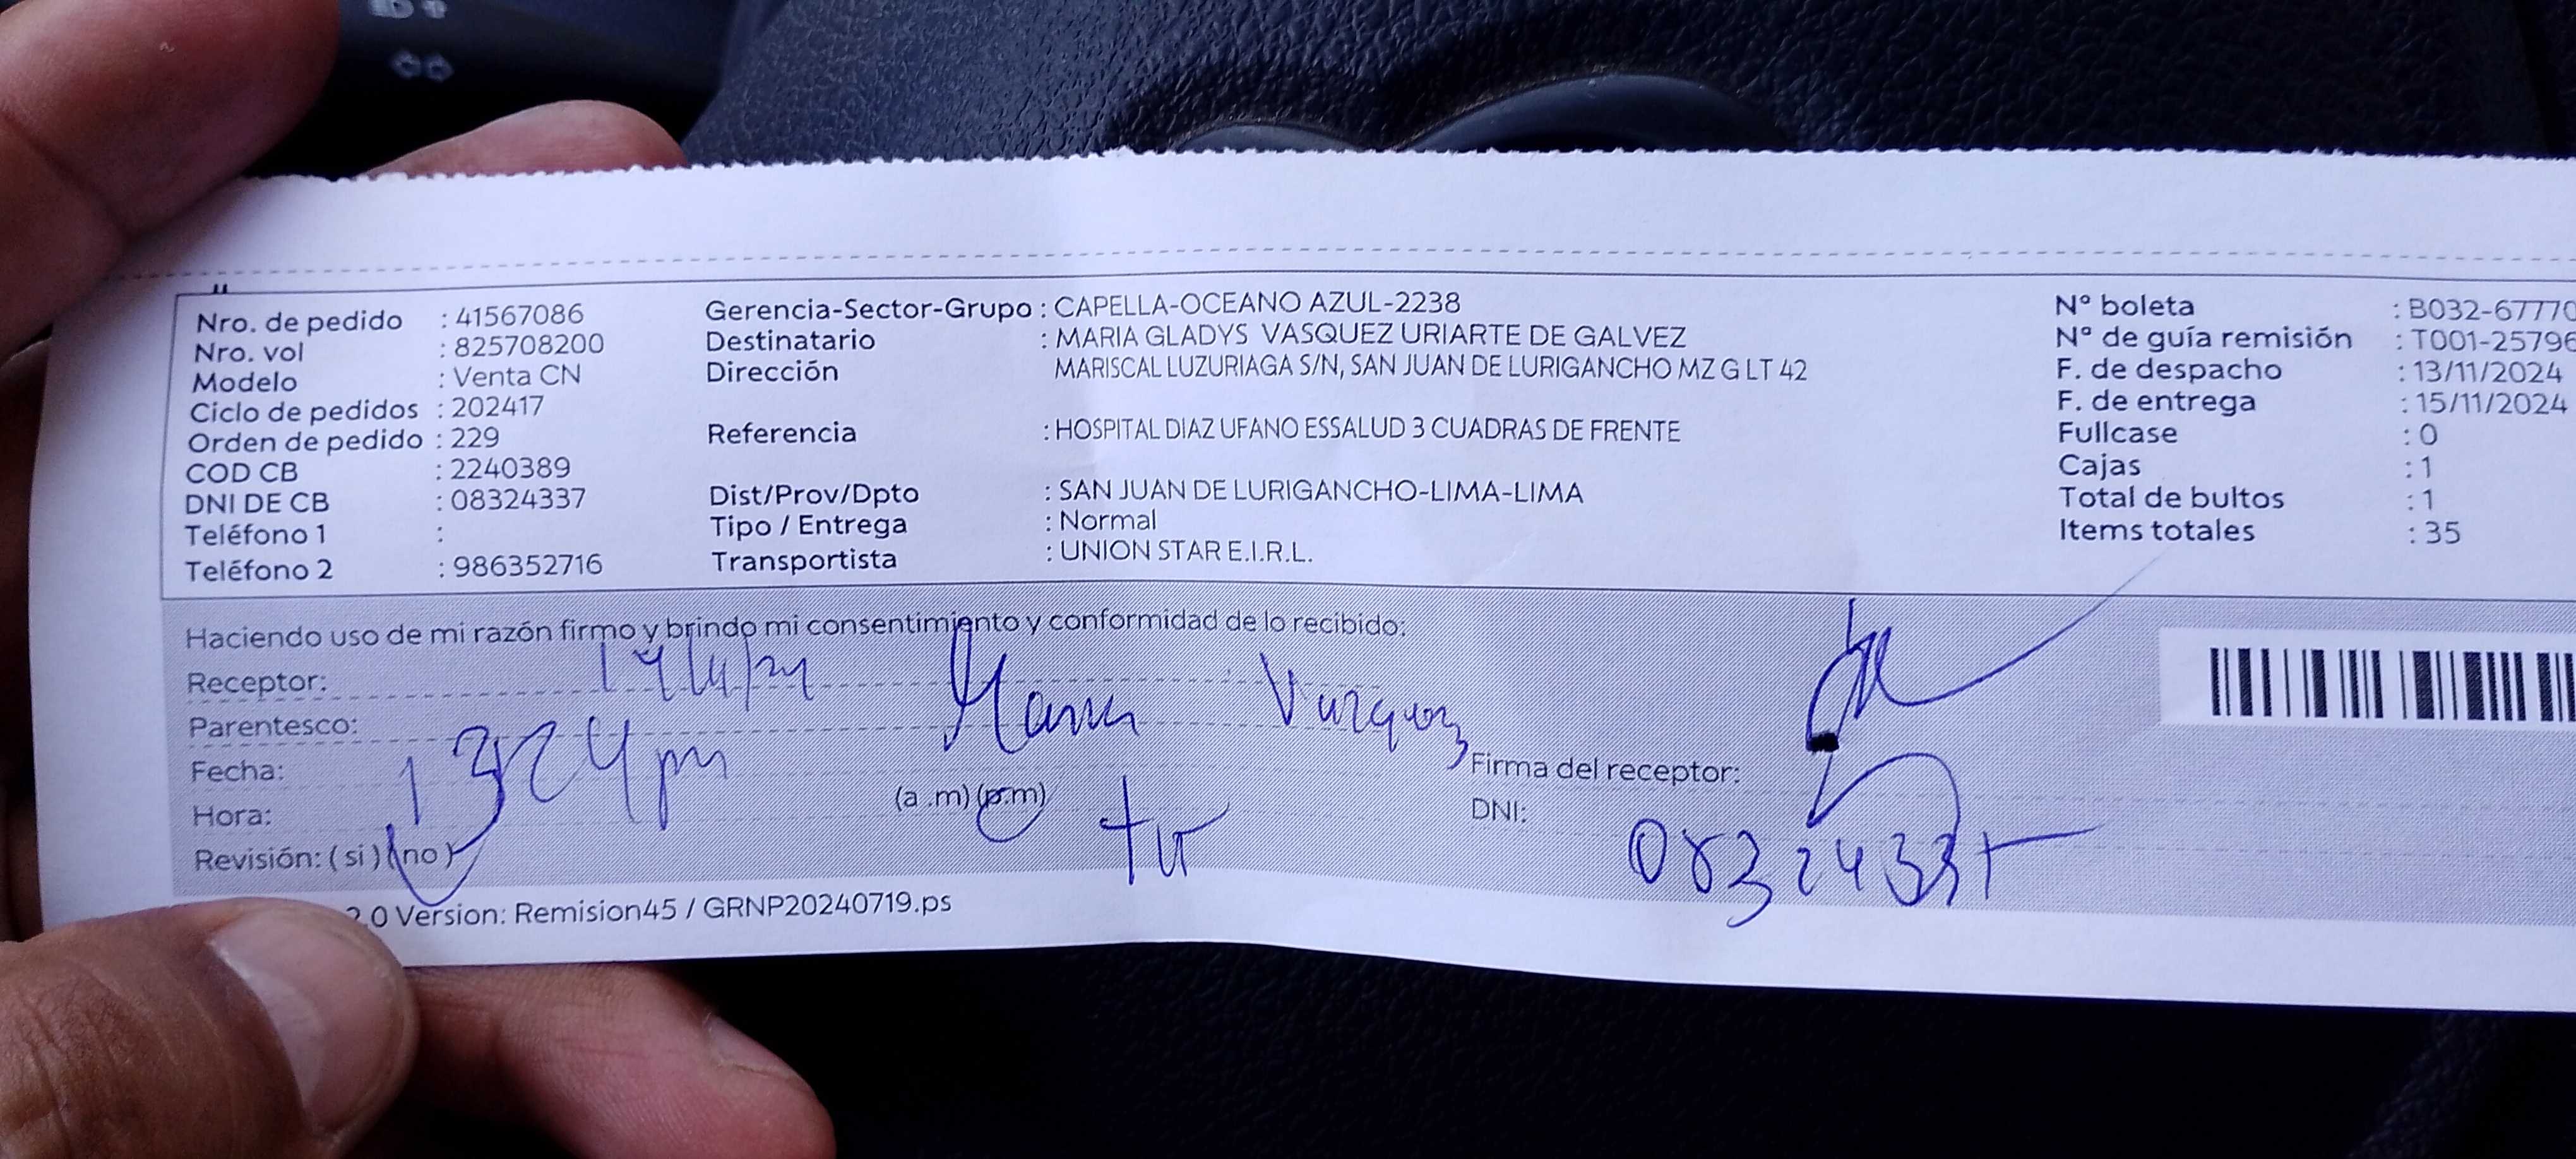 Nro. de pedido : 41567086
Nro. vol : 825708200
Modelo : Venta CN
Ciclo de pedidos : 202417
Orden de pedido : 229
COD CB : 2240389
DNI DE CB : 08324337
Teléfono 1 :
Teléfono 2 : 986352716
Gerencia-Sector-Grupo : CAPELLA-OCEANO AZUL-2238
Destinatario : MARIA GLADYS VASQUEZ URIARTE DE GALVEZ
Dirección MARISCAL LUZURIAGA S/N, SAN JUAN DE LURIGANCHO MZ G LT 42
Referencia : HOSPITAL DIAZ UFANO ESSALUD 3 CUADRAS DE FRENTE
Dist/Prov/Dpto : SAN JUAN DE LURIGANCHO-LIMA-LIMA
Tipo / Entrega : Normal
Transportista : UNION STAR E.I.R.L.
N° boleta : B032-67770
N° de guía remisión : T001-25796
F. de despacho : 13/11/2024
F. de entrega : 15/11/2024
Fullcase : 0
Cajas : 1
Total de bultos : 1
Items totales : 35
Haciendo uso de mi razón firmo y brindo mi consentimiento y conformidad de lo recibido:
Receptor:
Parentesco: Maria Vasquez
Fecha:
Firma del receptor:
Hora: (a .m) (p.m)
DNI:
Revisión: ( si ) ( no )
2.0 Version: Remision45 / GRNP20240719.ps